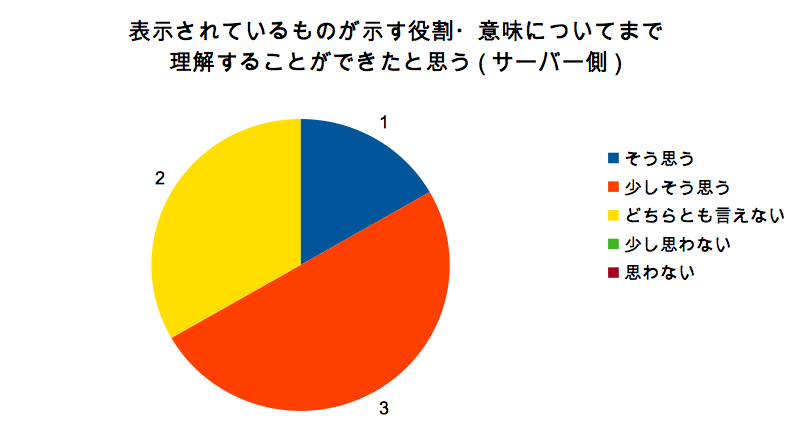 表示されているものが示す役割・意味についてまで
理解することができたと思う ( サーバー側 )
1
2
3
そう思う
少しそう思う
どちらとも言えない
少し思わない
思わない